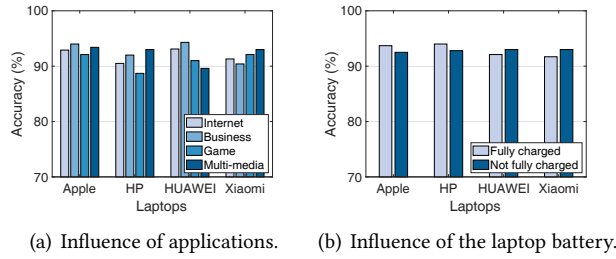 100
90
80
70
Accuracy (%)
Internet
Business
Game
Multi-media
Apple HP HUAWEI Xiaomi
Laptops
(a) Influence of applications.
100
90
80
70
Accuracy (%)
Fully charged
Not fully charged
Apple HP HUAWEI Xiaomi
Laptops
(b) Influence of the laptop battery.